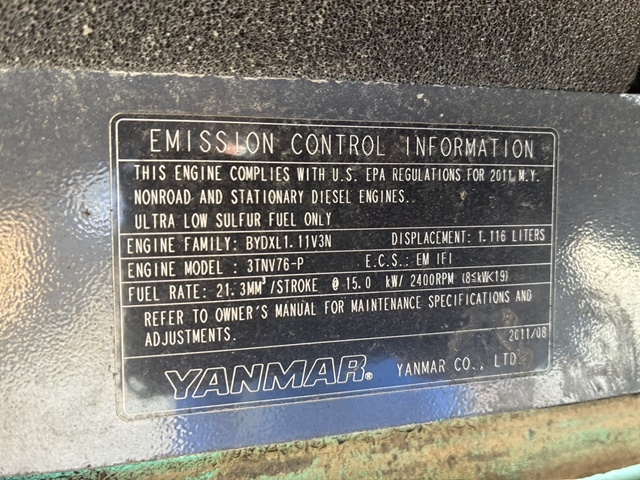 EMISSION CONTROL INFORMATION
THIS ENGINE COMPLIES WITH U.S. EPA REGULATIONS FOR 2011 M.Y.
NONROAD AND STATIONARY DIESEL ENGINES.
ULTRA LOW SULFUR FUEL ONLY
ENGINE FAMILY: BYDXL1.11V3N DISPLACEMENT: 1.116 LITERS
ENGINE MODEL : 3TNV76-P E.C.S.: EM IFI
FUEL RATE: 21.3MM³/STROKE @ 15.0 kW/ 2400RPM (8≤kW<19)
REFER TO OWNER'S MANUAL FOR MAINTENANCE SPECIFICATIONS AND
ADJUSTMENTS.
2011/08
YANMAR® YANMAR CO., LTD.